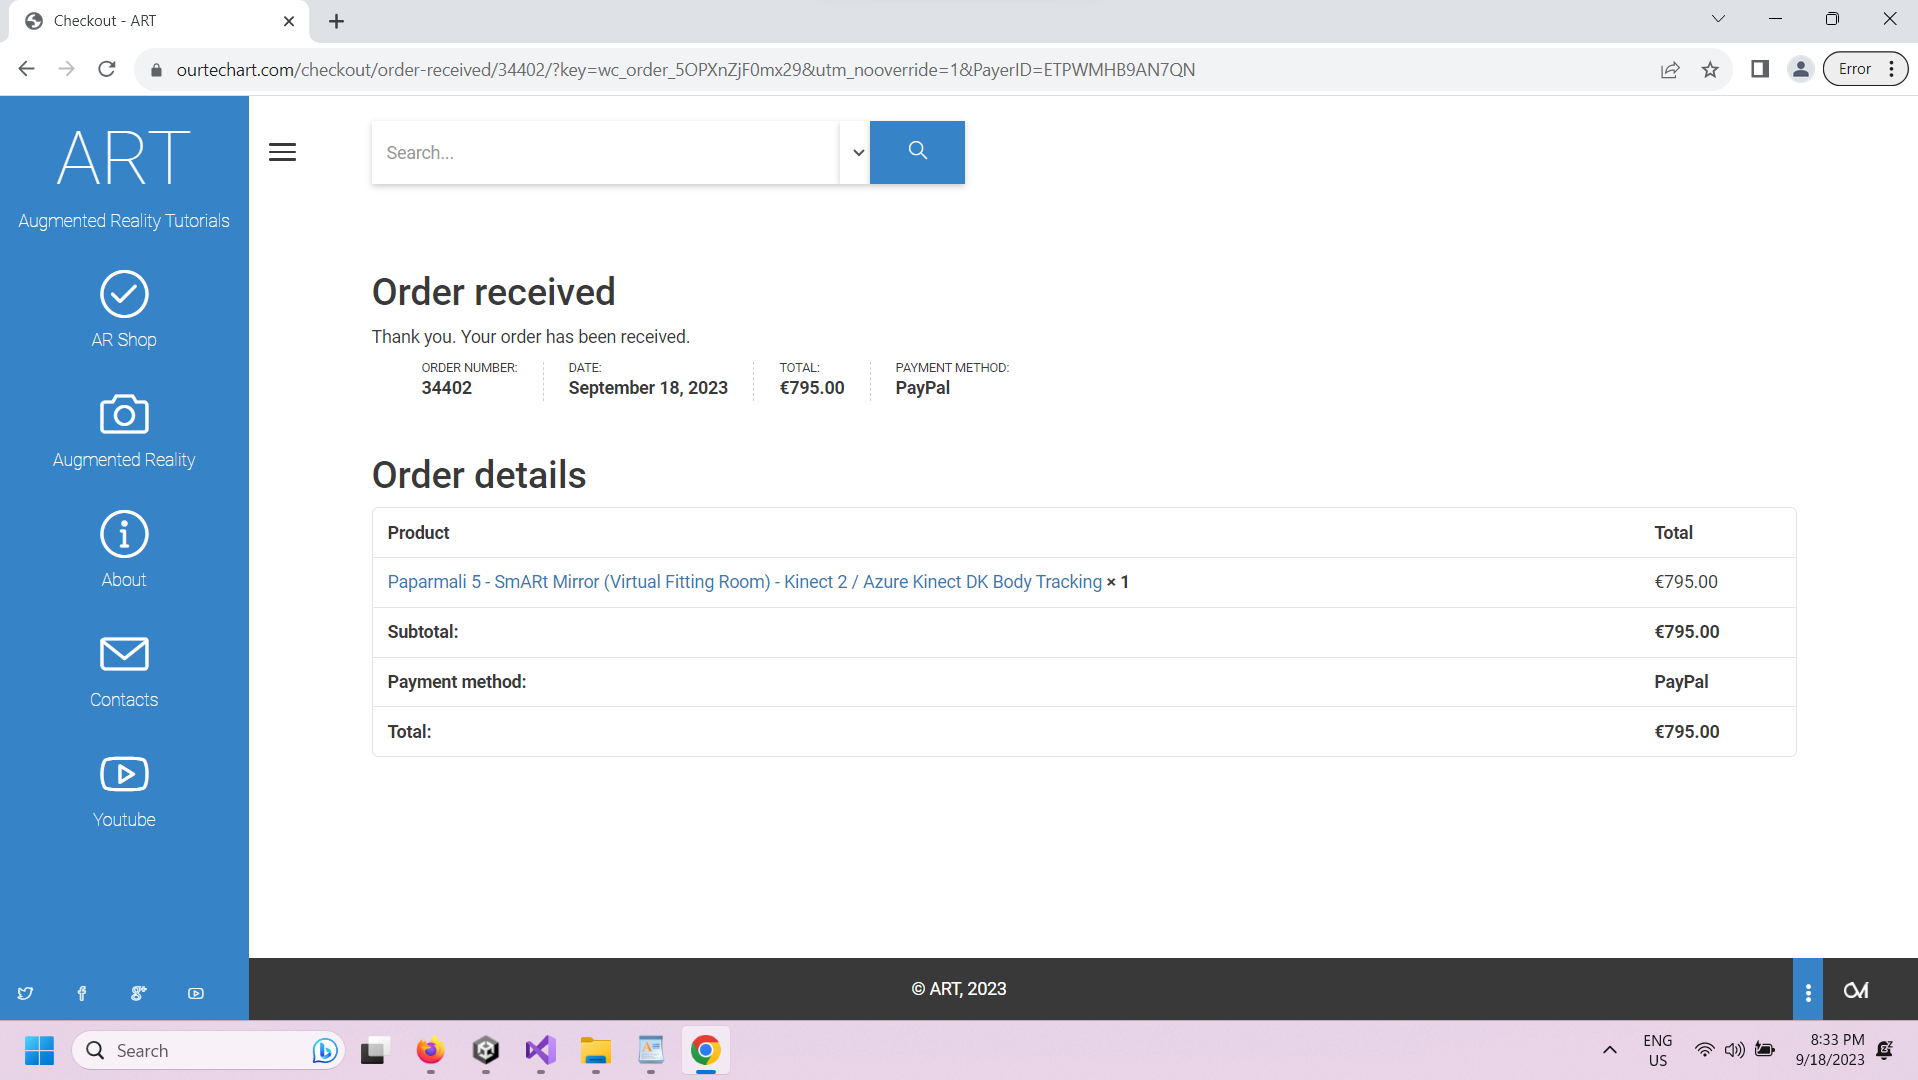 Checkout - ART
ourtechart.com/checkout/order-received/34402/?key=wc_order_5OPXnZjF0mx29&utm_nooverride=1&PayerID=ETPWMHB9AN7QN
Error
ART
Augmented Reality Tutorials
AR Shop
Augmented Reality
About
Contacts
Youtube
Search...
Order received
Thank you. Your order has been received.
ORDER NUMBER: DATE: TOTAL: PAYMENT METHOD:
34402 September 18, 2023 €795.00 PayPal
Order details
Product Total
Paparmali 5 - SmARt Mirror (Virtual Fitting Room) - Kinect 2 / Azure Kinect DK Body Tracking × 1 €795.00
Subtotal: €795.00
Payment method: PayPal
Total: €795.00
© ART, 2023
Search
ENG
US
8:33 PM
9/18/2023